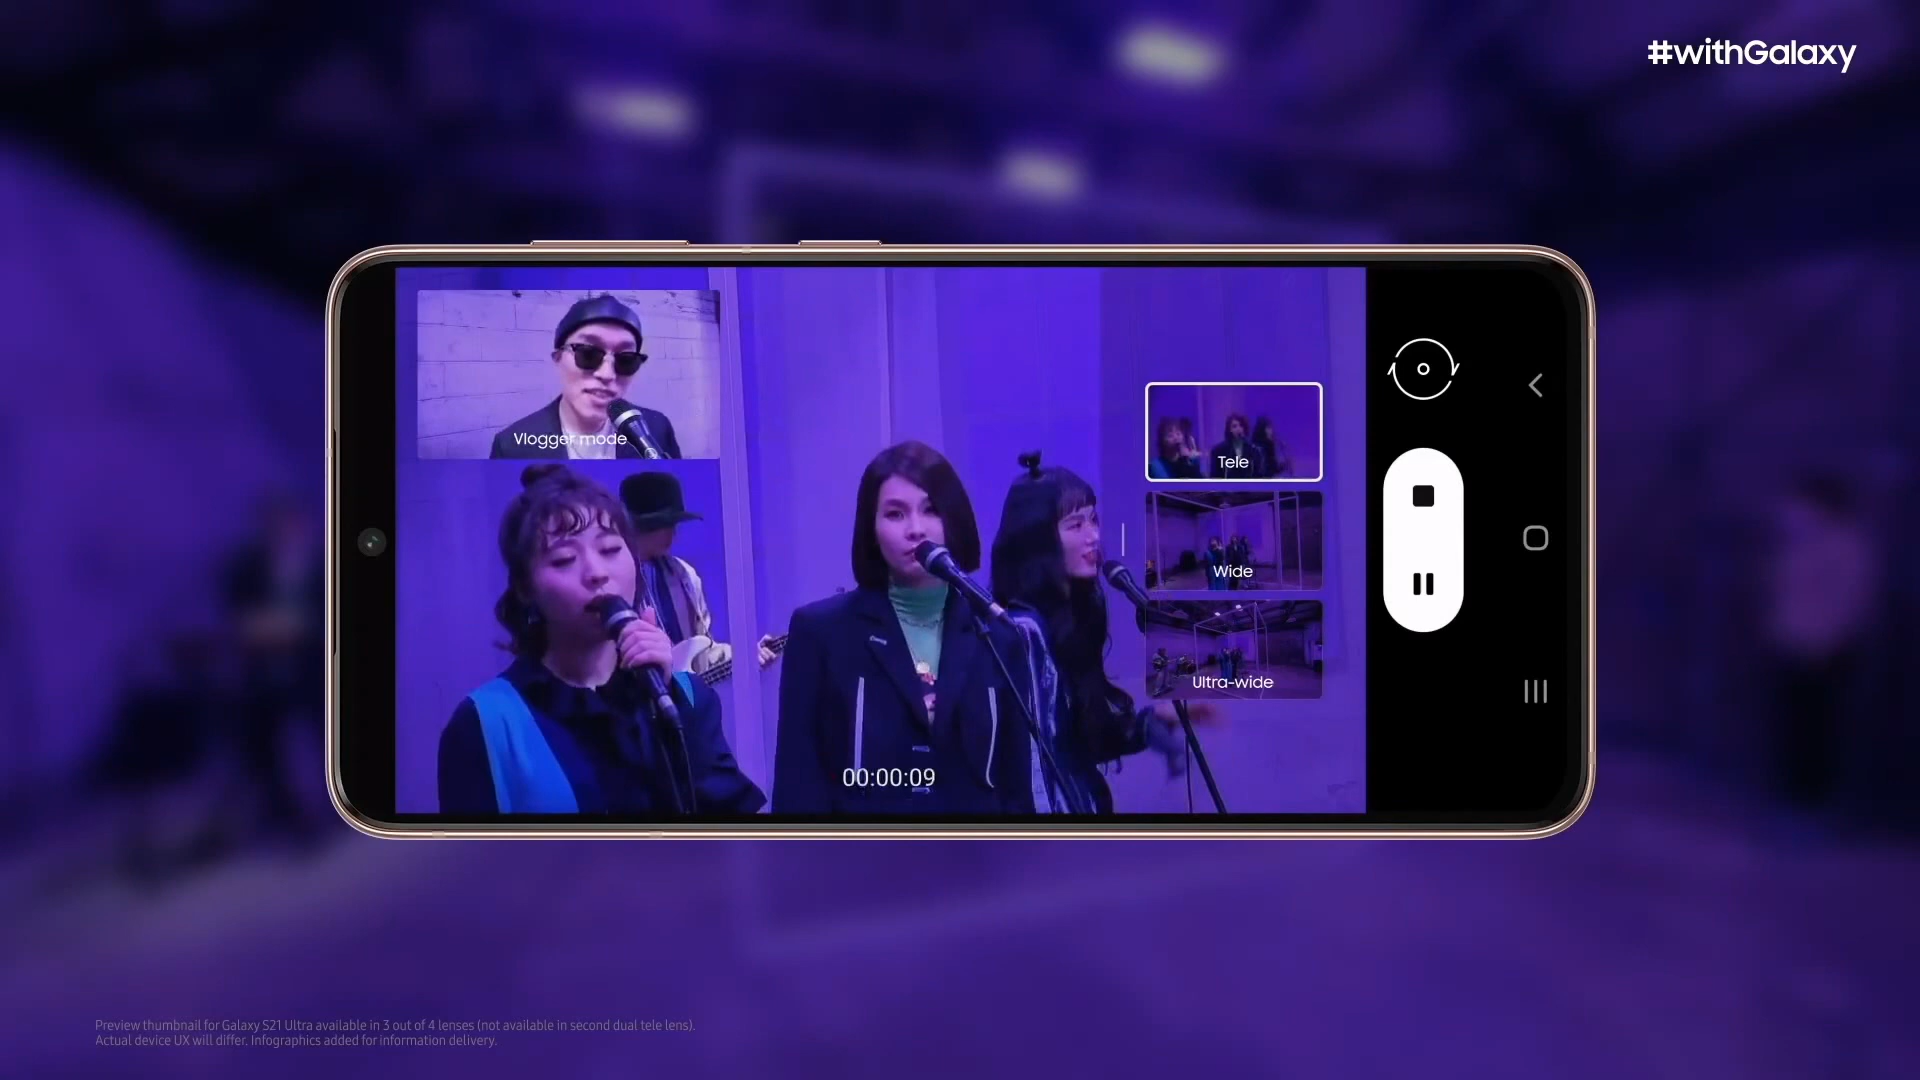 #withGalaxy
Vlogger mode
Tele
Wide
Ultra-wide
00:00:09
Preview thumbnail for Galaxy S21 Ultra available in 3 out of 4 lenses (not available in second dual tele lens).
Actual device UX will differ. Infographics added for information delivery.